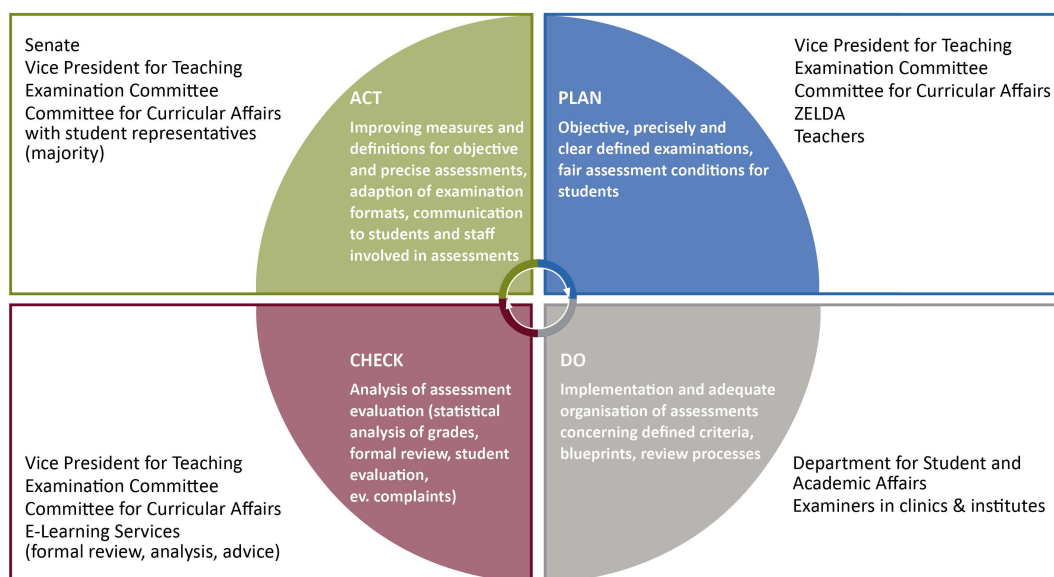 Senate
Vice President for Teaching
Examination Committee
Committee for Curricular Affairs
with student representatives
(majority)
ACT
Improving measures and
definitions for objective
and precise assessments,
adaption of examination
formats, communication
to students and staff
involved in assessments
PLAN
Objective, precisely and
clear defined examinations,
fair assessment conditions for
students
Vice President for Teaching
Examination Committee
Committee for Curricular Affairs
ZELDA
Teachers
Vice President for Teaching
Examination Committee
Committee for Curricular Affairs
E-Learning Services
(formal review, analysis, advice)
CHECK
Analysis of assessment
evaluation (statistical
analysis of grades,
formal review, student
evaluation,
ev. complaints)
DO
Implementation and adequate
organisation of assessments
concerning defined criteria,
blueprints, review processes
Department for Student and
Academic Affairs
Examiners in clinics & institutes